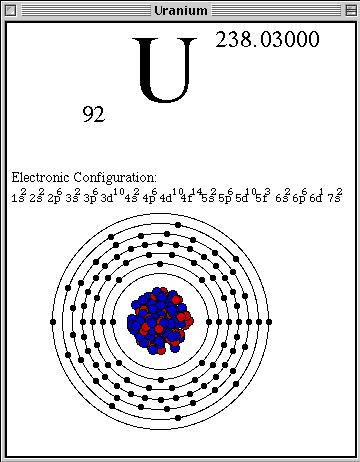 Uranium
U
238.03000
92
Electronic Configuration:
1s² 2s² 2p⁶ 3s² 3p⁶ 3d¹⁰ 4s² 4p⁶ 4d¹⁰ 4f¹⁴ 5s² 5p⁶ 5d¹⁰ 5f³ 6s² 6p⁶ 6d¹ 7s²